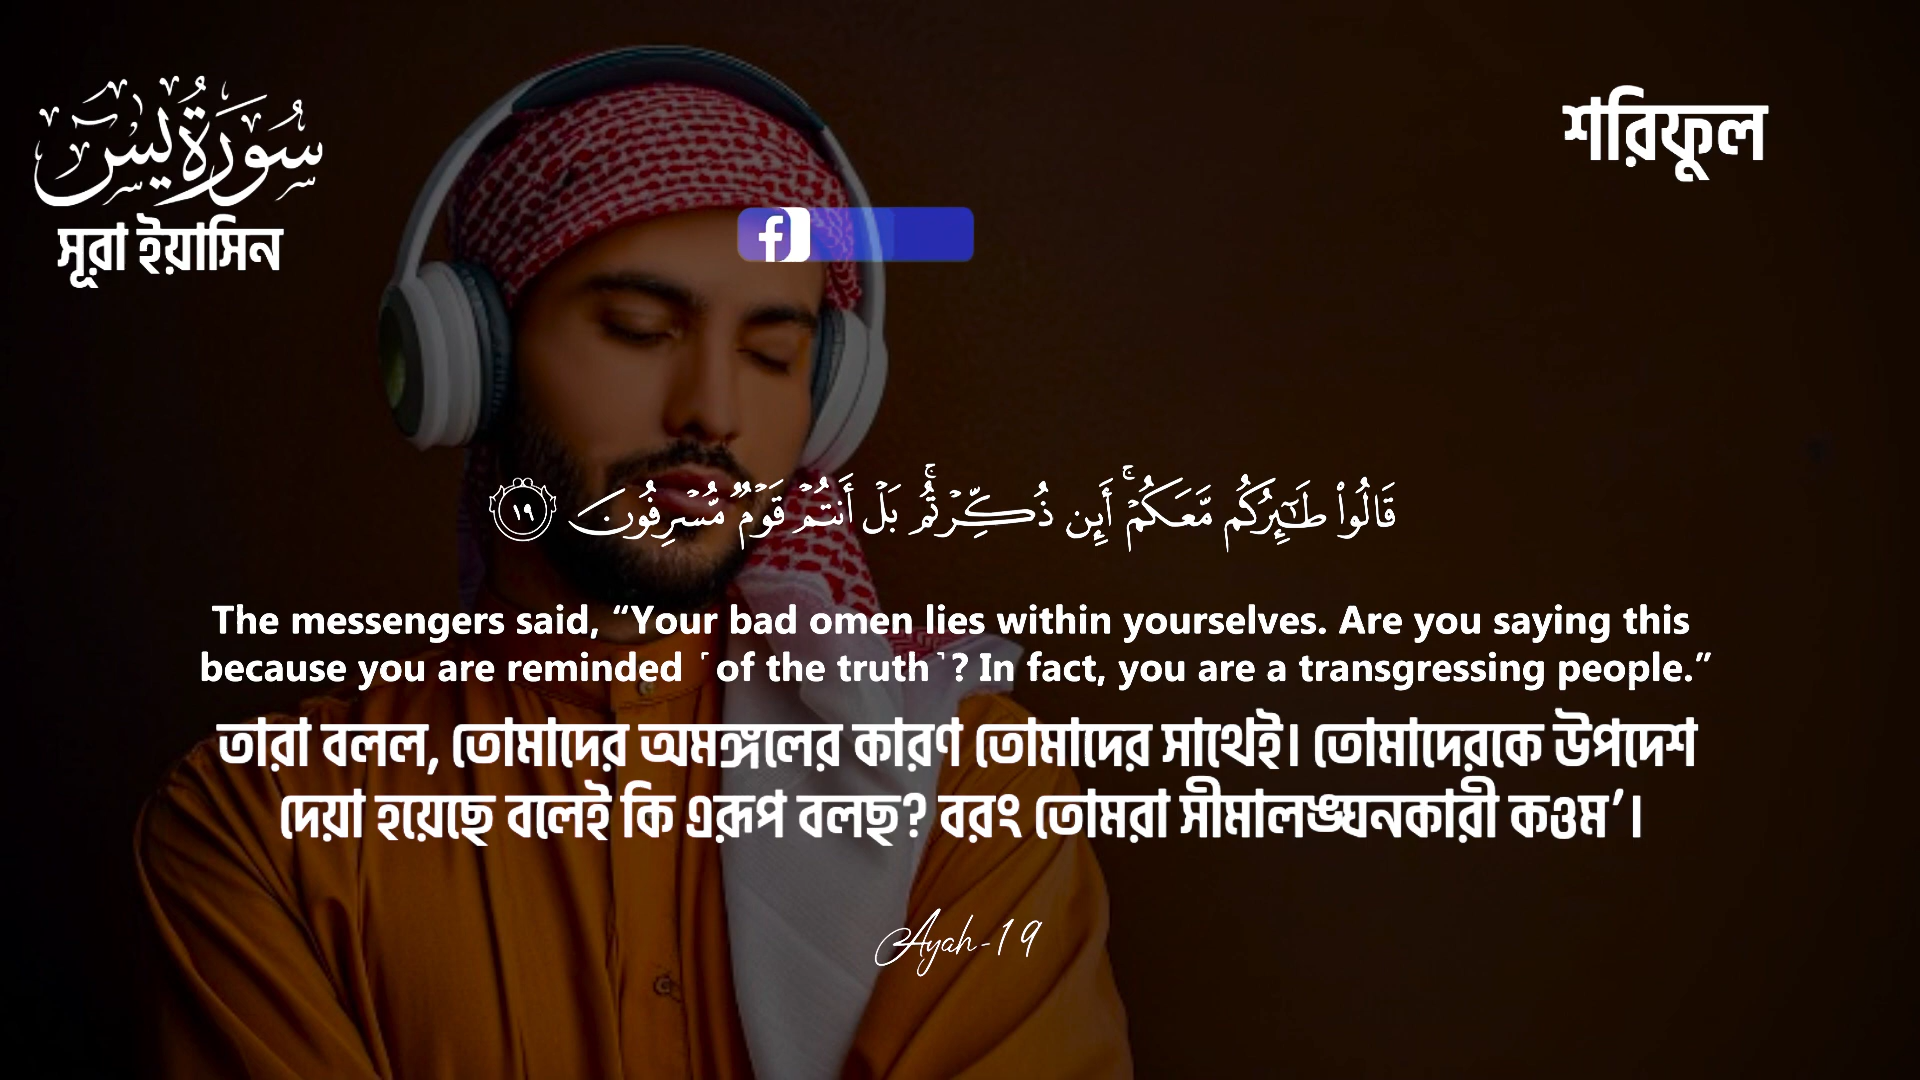 سُورَةُ يسٓ
সূরা ইয়াসিন
শরিফুল
قَالُوا۟ طَـٰٓئِرُكُم مَّعَكُمْ ۚ أَئِن ذُكِّرْتُم ۚ بَلْ أَنتُمْ قَوْمٌ مُّسْرِفُونَ ١٩
The messengers said, “Your bad omen lies within yourselves. Are you saying this
because you are reminded ˹of the truth˺? In fact, you are a transgressing people.”
তারা বলল, তোমাদের অমঙ্গলের কারণ তোমাদের সাথেই। তোমাদেরকে উপদেশ
দেয়া হয়েছে বলেই কি এরূপ বলছ? বরং তোমরা সীমালঙ্ঘনকারী কওম’।
Ayah-19